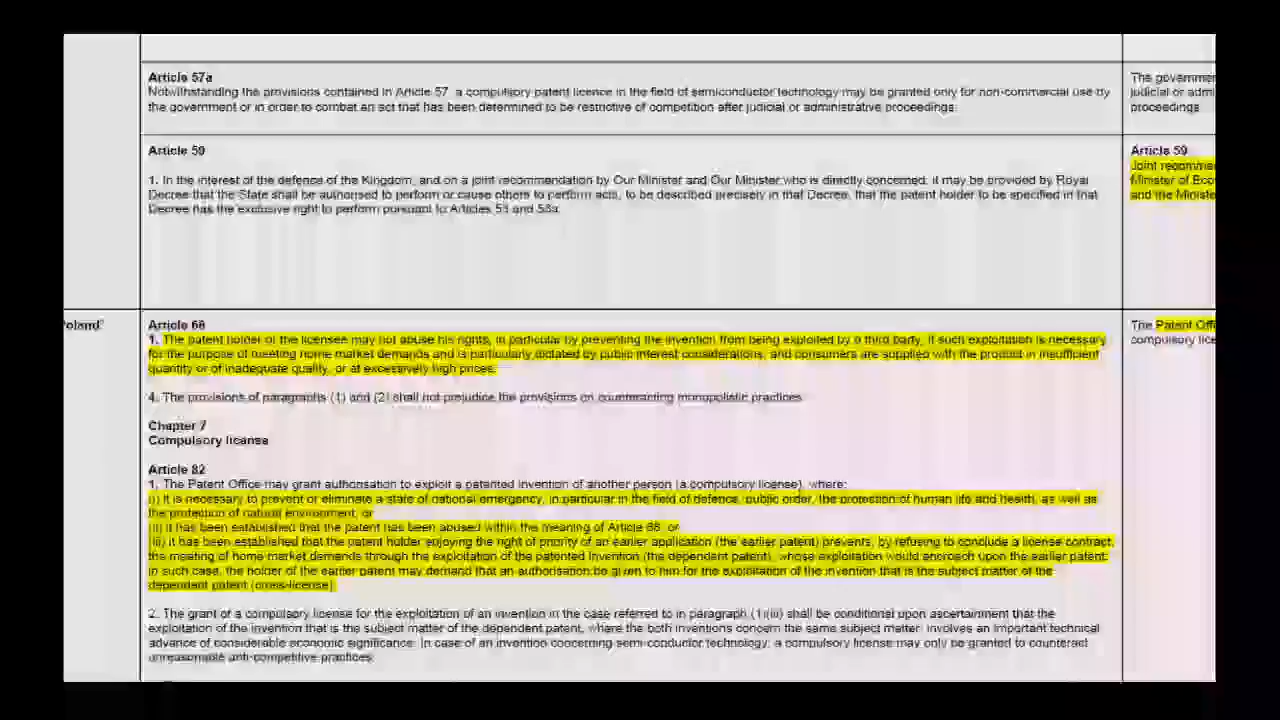 Article 57a
Notwithstanding the provisions contained in Article 57 a compulsory patent licence in the field of semiconductor technology may be granted only for non-commercial use by
the government or in order to combat an act that has been determined to be restrictive of competition after judicial or administrative proceedings.
The governmen
judicial or admi
proceedings
Article 59
1. In the interest of the defence of the Kingdom, and on a joint recommendation by Our Minister and Our Minister who is directly concerned, it may be provided by Royal
Decree that the State shall be authorised to perform or cause others to perform acts, to be described precisely in that Decree, that the patent holder to be specified in that
Decree has the exclusive right to perform pursuant to Articles 53 and 53a.
Article 59
Joint recomme
Minister of Eco
and the Ministe
Poland"
Article 68
1. The patent holder or the licensee may not abuse his rights, in particular by preventing the invention from being exploited by a third party, if such exploitation is necessary
for the purpose of meeting home market demands and is particularly dictated by public interest considerations, and consumers are supplied with the product in insufficient
quantity or of inadequate quality, or at excessively high prices.
4. The provisions of paragraphs (1) and (2) shall not prejudice the provisions on counteracting monopolistic practices.
Chapter 7
Compulsory license
Article 82
1. The Patent Office may grant authorisation to exploit a patented invention of another person (a compulsory license), where:
(i) it is necessary to prevent or eliminate a state of national emergency, in particular in the field of defence, public order, the protection of human life and health, as well as
the protection of natural environment, or
(ii) it has been established that the patent has been abused within the meaning of Article 68, or
(iii) it has been established that the patent holder enjoying the right of priority of an earlier application (the earlier patent) prevents, by refusing to conclude a license contract,
the meeting of home market demands through the exploitation of the patented invention (the dependent patent), whose exploitation would encroach upon the earlier patent;
in such case, the holder of the earlier patent may demand that an authorisation be given to him for the exploitation of the invention that is the subject matter of the
dependent patent (cross-license).
2. The grant of a compulsory license for the exploitation of an invention in the case referred to in paragraph (1)(iii) shall be conditional upon ascertainment that the
exploitation of the invention that is the subject matter of the dependent patent, where the both inventions concern the same subject matter, involves an important technical
advance of considerable economic significance. In case of an invention concerning semi-conductor technology, a compulsory license may only be granted to counteract
unreasonable anti-competitive practices.
The Patent Offi
compulsory lice